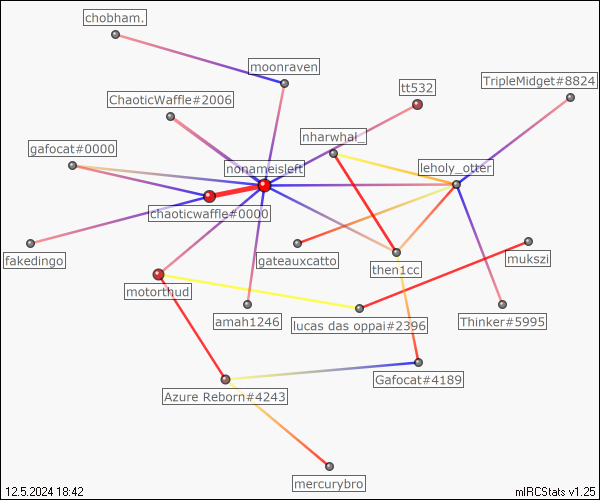 chobham.
moonraven
tt532
TripleMidget#8824
ChaoticWaffle#2006
nharwhal_
gafocat#0000
nonameisleft
leholy_otter
chaoticwaffle#0000
fakedingo
gateauxcatto
then1cc
mukszi
motorthud
amah1246
lucas das oppai#2396
Thinker#5995
Gafocat#4189
Azure Reborn#4243
mercurybro
12.5.2024 18:42
mIRCStats v1.25